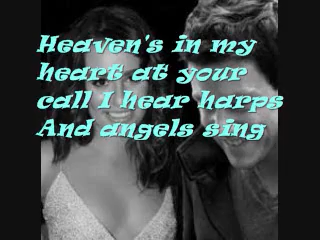 Heaven's in my
heart at your
call I hear harps
And angels sing